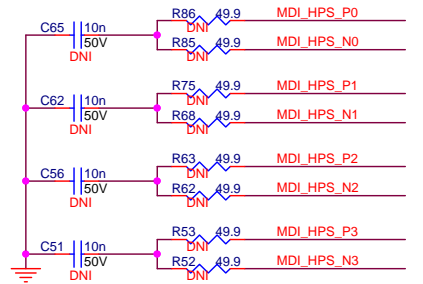 R86 49.9 MDI_HPS_P0
C65 10n DNI
50V R85 49.9 MDI_HPS_N0
DNI DNI
R75 49.9 MDI_HPS_P1
C62 10n DNI
50V R68 49.9 MDI_HPS_N1
DNI DNI
R63 49.9 MDI_HPS_P2
C56 10n DNI
50V R62 49.9 MDI_HPS_N2
DNI DNI
R53 49.9 MDI_HPS_P3
C51 10n DNI
50V R52 49.9 MDI_HPS_N3
DNI DNI